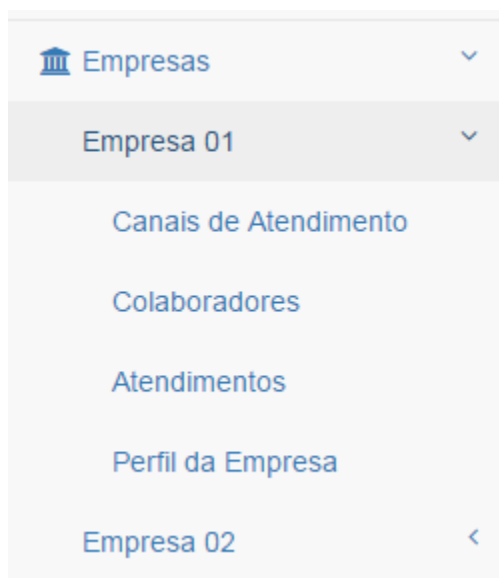 Empresas
Empresa 01
Canais de Atendimento
Colaboradores
Atendimentos
Perfil da Empresa
Empresa 02